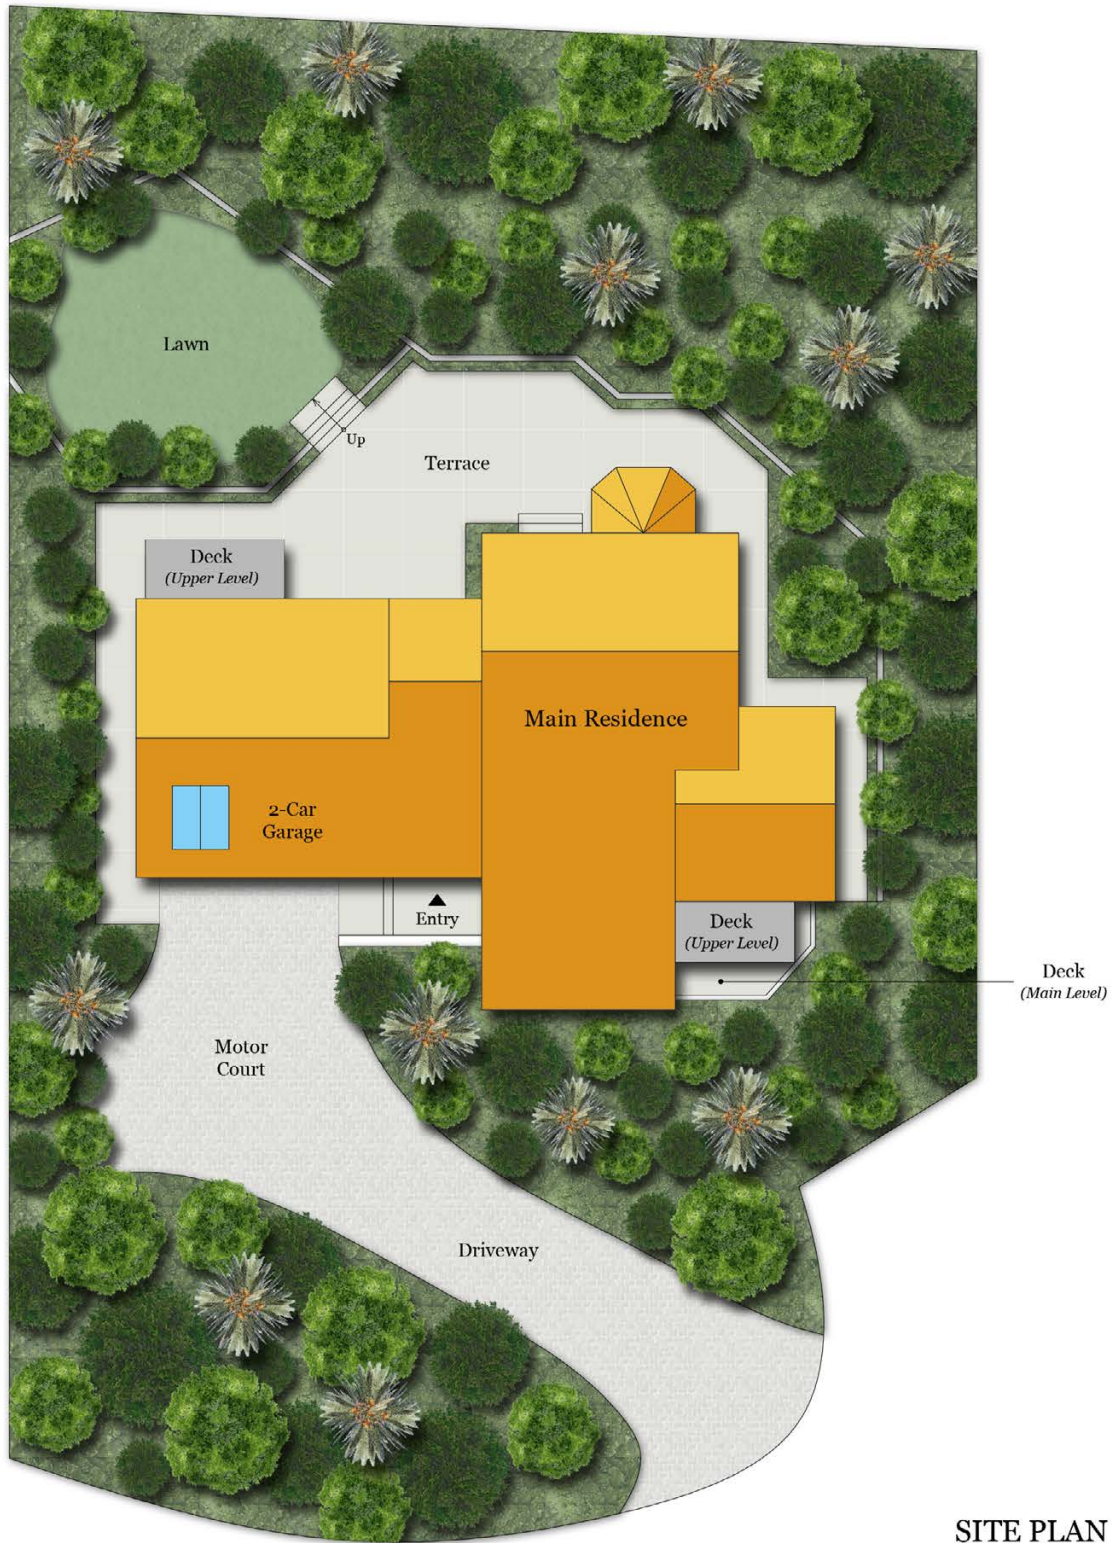 Lawn
Up
Terrace
Deck
(Upper Level)
Main Residence
2-Car
Garage
Entry
Deck
(Upper Level)
Deck
(Main Level)
Motor
Court
Driveway
SITE PLAN